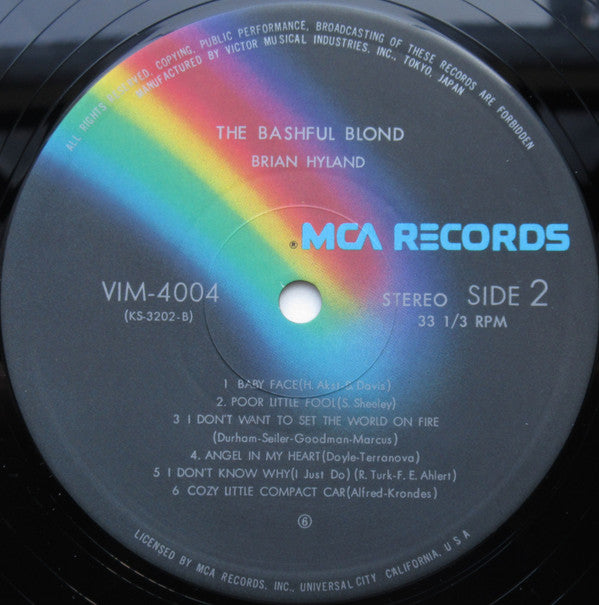 ALL RIGHTS RESERVED. COPYING, PUBLIC PERFORMANCE, BROADCASTING OF THESE RECORDS ARE FORBIDDEN
MANUFACTURED BY VICTOR MUSICAL INDUSTRIES, INC., TOKYO, JAPAN
THE BASHFUL BLOND
BRIAN HYLAND
® MCA RECORDS
VIM-4004
(KS-3202-B)
STEREO SIDE 2
33 1/3 RPM
1 BABY FACE(H. Akst-B. Davis)
2. POOR LITTLE FOOL(S. Sheeley)
3 I DON'T WANT TO SET THE WORLD ON FIRE
(Durham-Seiler-Goodman-Marcus)
4. ANGEL IN MY HEART(Doyle-Terranova)
5 I DON'T KNOW WHY(I Just Do) (R. Turk-F. E. Ahlert)
6 COZY LITTLE COMPACT CAR(Alfred-Krondes)
⑥
LICENSED BY MCA RECORDS, INC., UNIVERSAL CITY, CALIFORNIA, U S A